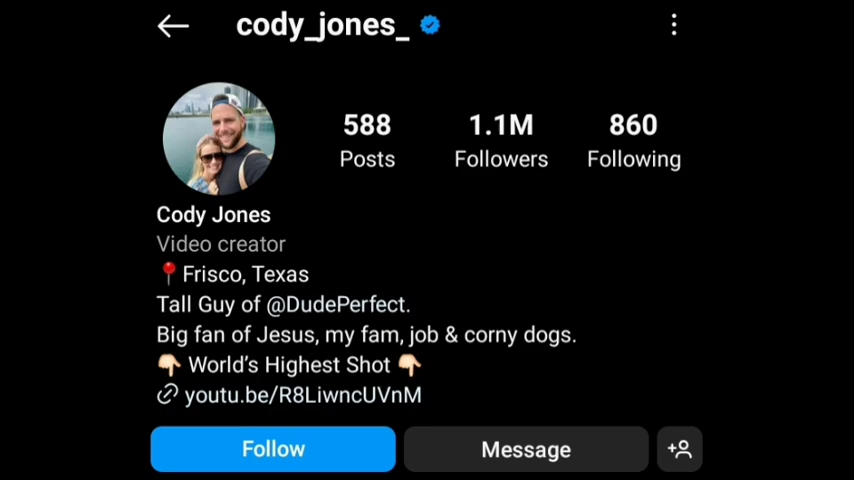 cody_jones_
588 1.1M 860
Posts Followers Following
Cody Jones
Video creator
📍Frisco, Texas
Tall Guy of @DudePerfect.
Big fan of Jesus, my fam, job & corny dogs.
👇🏻 World’s Highest Shot 👇🏻
youtu.be/R8LiwncUVnM
Follow Message